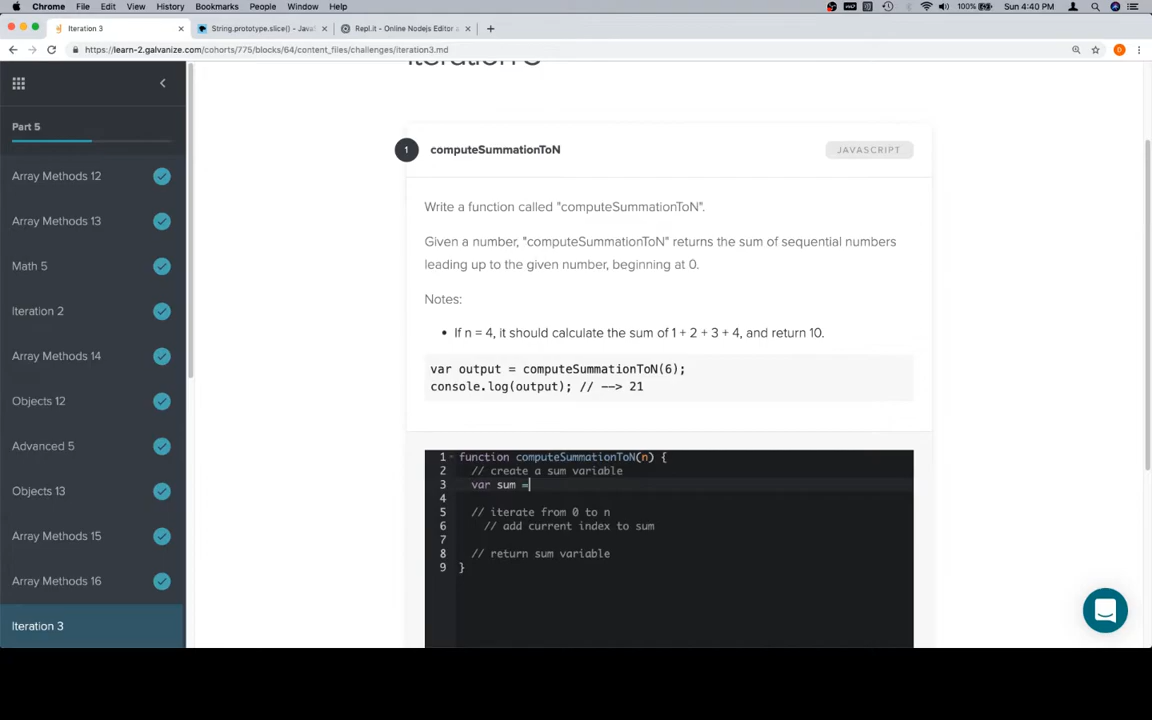 Chrome File Edit View History Bookmarks People Window Help 100% Sun 4:40 PM
Iteration 3 × String.prototype.slice() - Java × Repl.it - Online Nodejs Editor a × +
https://learn-2.galvanize.com/cohorts/775/blocks/64/content_files/challenges/iteration3.md
Part 5
Array Methods 12
Array Methods 13
Math 5
Iteration 2
Array Methods 14
Objects 12
Advanced 5
Objects 13
Array Methods 15
Array Methods 16
Iteration 3
1 computeSummationToN JAVASCRIPT
Write a function called "computeSummationToN".
Given a number, "computeSummationToN" returns the sum of sequential numbers
leading up to the given number, beginning at 0.
Notes:
• If n = 4, it should calculate the sum of 1 + 2 + 3 + 4, and return 10.
var output = computeSummationToN(6);
console.log(output); // --> 21
1 function computeSummationToN(n) {
2 // create a sum variable
3 var sum =
4
5 // iterate from 0 to n
6 // add current index to sum
7
8 // return sum variable
9 }